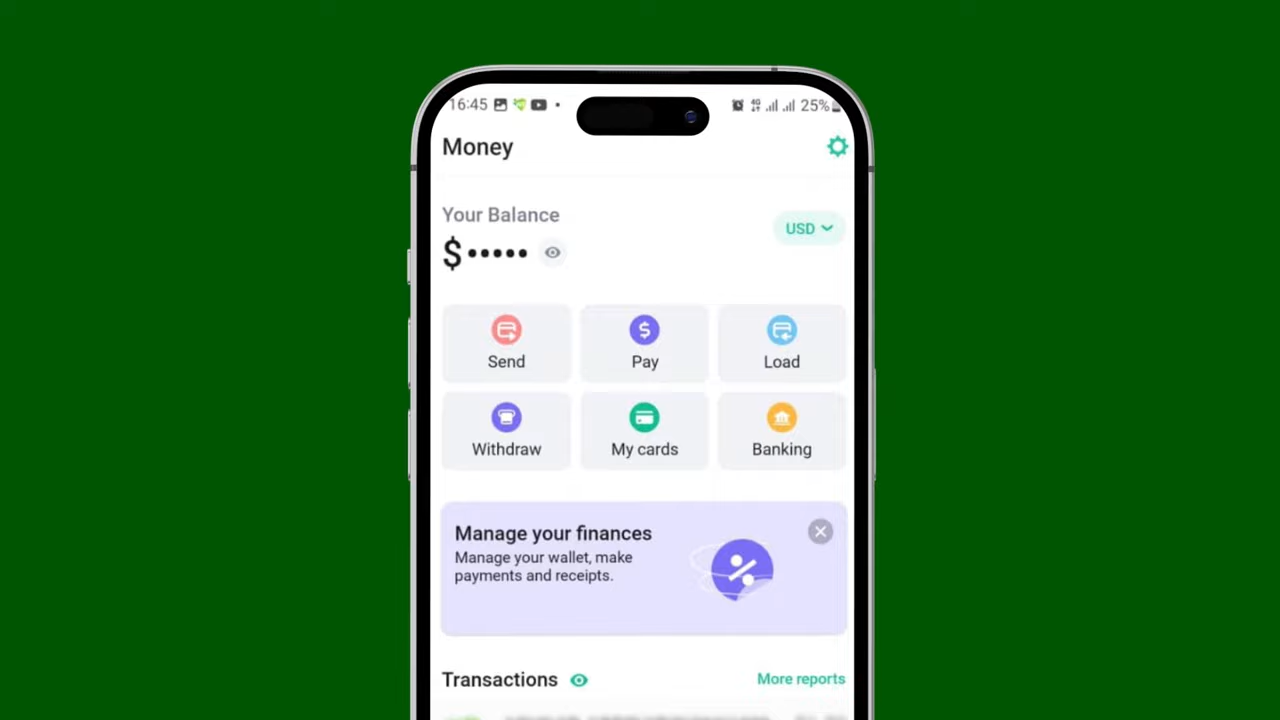 16:45 4G 25%
Money
Your Balance
USD
$•••••
Send Pay Load
Withdraw My cards Banking
Manage your finances
Manage your wallet, make
payments and receipts.
Transactions More reports